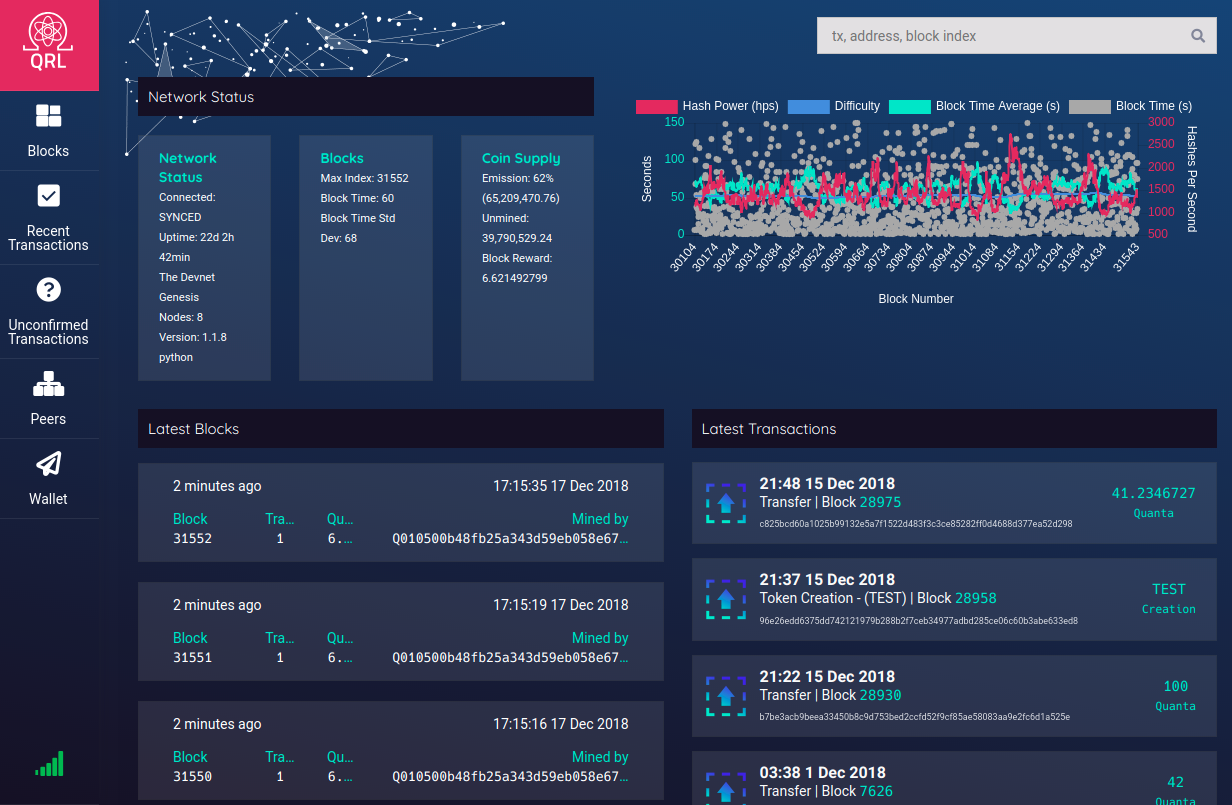 QRL
Blocks
Recent
Transactions
Unconfirmed
Transactions
Peers
Wallet
tx, address, block index
Network Status
Network
Status
Connected:
SYNCED
Uptime: 22d 2h
42min
The Devnet
Genesis
Nodes: 8
Version: 1.1.8
python
Blocks
Max Index: 31552
Block Time: 60
Block Time Std
Dev: 68
Coin Supply
Emission: 62%
(65,209,470.76)
Unmined:
39,790,529.24
Block Reward:
6.621492799
Hash Power (hps) Difficulty Block Time Average (s) Block Time (s)
150
100
50
0
Seconds
3000
2500
2000
1500
1000
500
Hashes Per Second
30104 30174 30244 30314 30384 30454 30524 30594 30664 30734 30804 30874 30944 31014 31084 31154 31224 31294 31364 31434 31543
Block Number
Latest Blocks
2 minutes ago 17:15:35 17 Dec 2018
Block Tra... Qu... Mined by
31552 1 6.... Q010500b48fb25a343d59eb058e67...
2 minutes ago 17:15:19 17 Dec 2018
Block Tra... Qu... Mined by
31551 1 6.... Q010500b48fb25a343d59eb058e67...
2 minutes ago 17:15:16 17 Dec 2018
Block Tra... Qu... Mined by
31550 1 6.... Q010500b48fb25a343d59eb058e67...
Latest Transactions
21:48 15 Dec 2018
Transfer | Block 28975
c825bcd60a1025b99132e5a7f1522d483f3c3ce85282ff0d4688d377ea52d298
41.2346727
Quanta
21:37 15 Dec 2018
Token Creation - (TEST) | Block 28958
96e26edd6375dd742121979b288b2f7ceb34977adbd285ce06c60b3abe633ed8
TEST
Creation
21:22 15 Dec 2018
Transfer | Block 28930
b7be3acb9beea33450b8c9d753bed2ccfd52f9cf85ae58083aa9e2fc6d1a525e
100
Quanta
03:38 1 Dec 2018
Transfer | Block 7626
42
Quanta